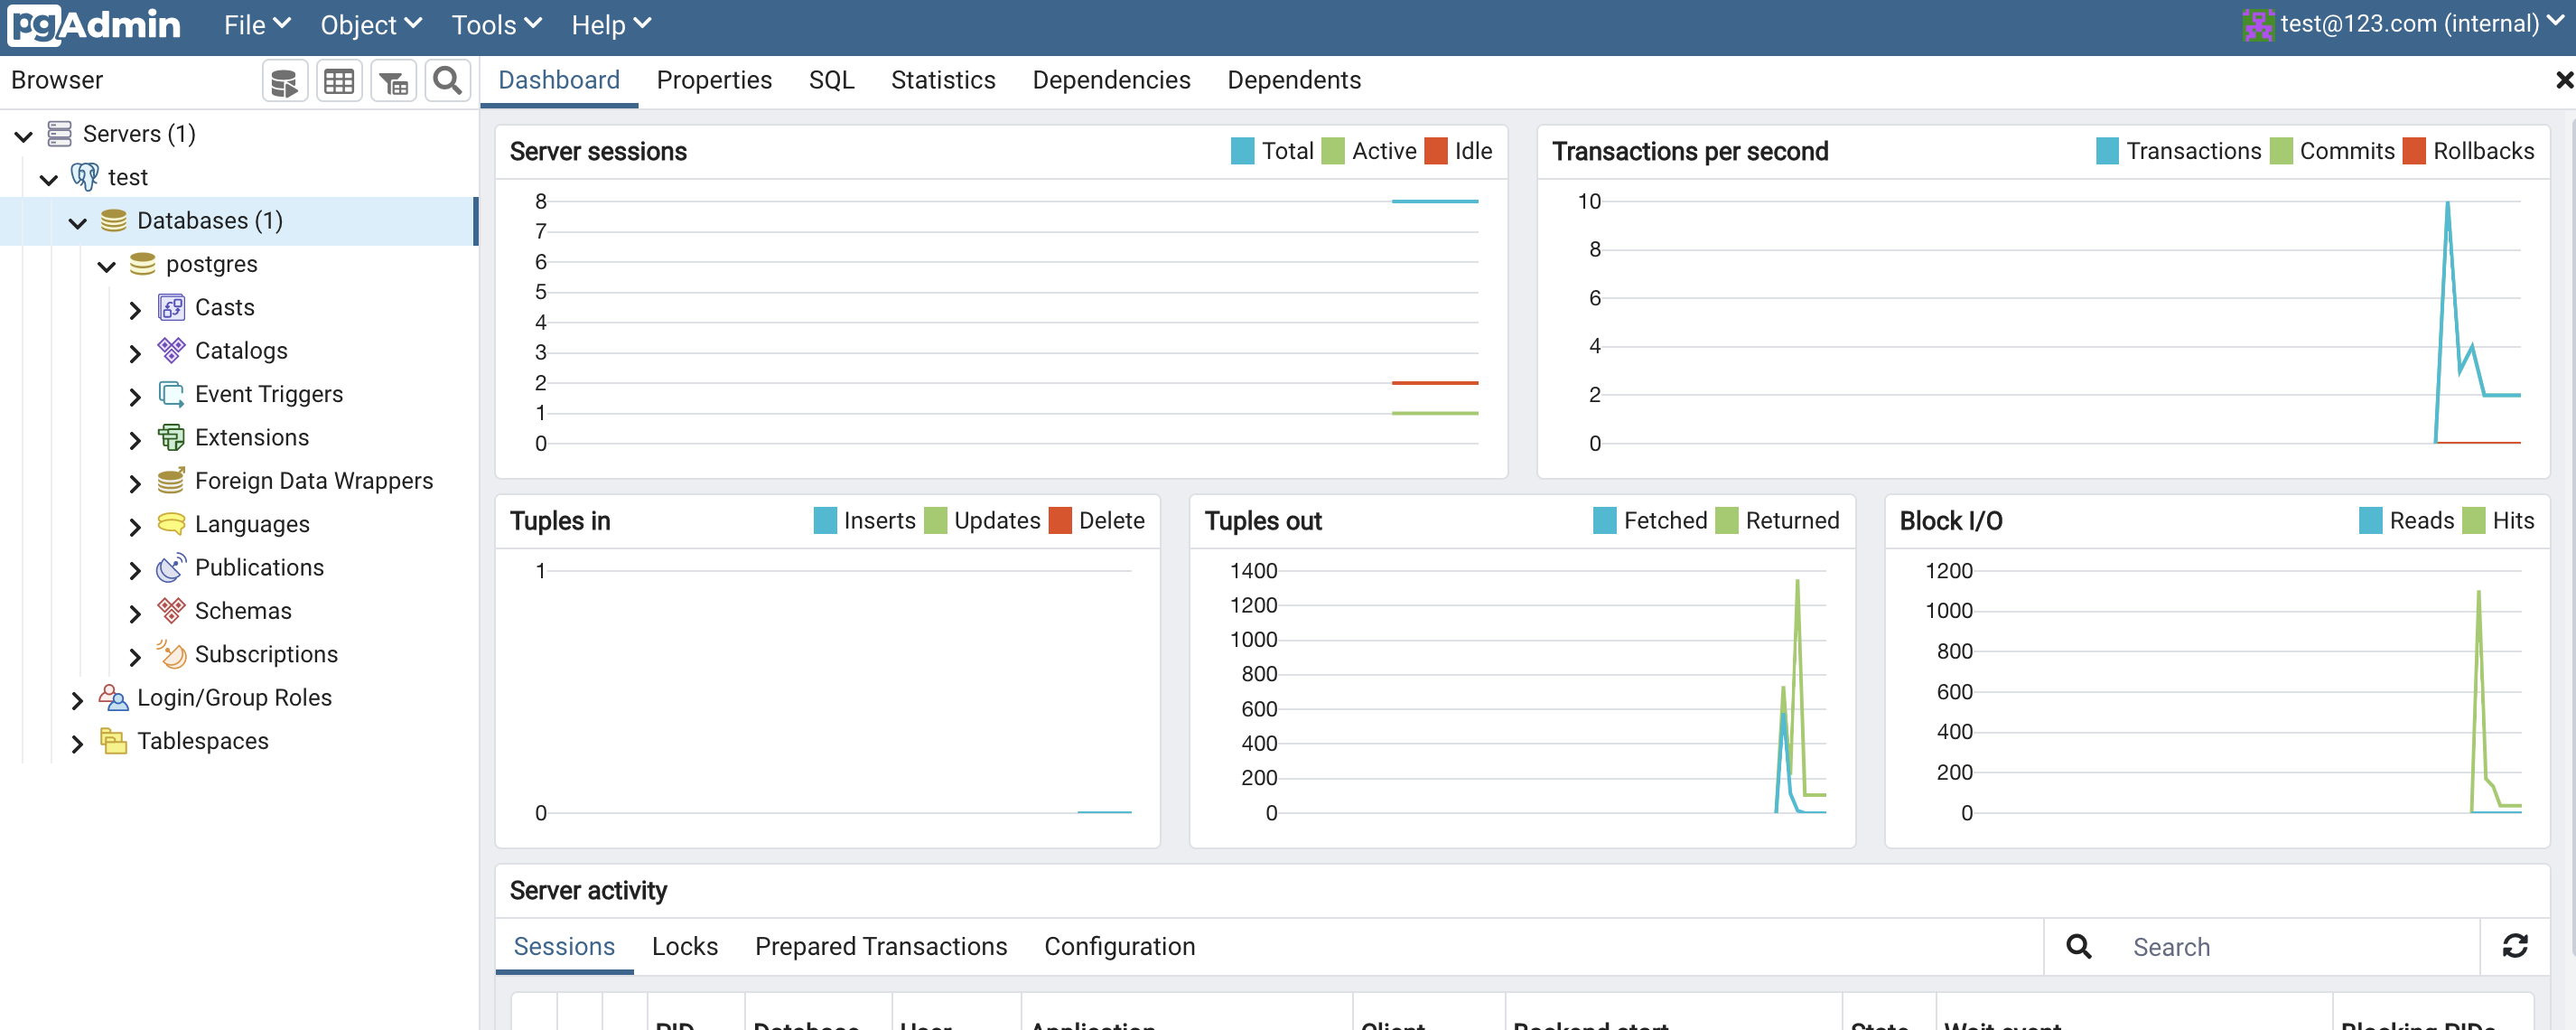 pgAdmin File Object Tools Help test@123.com (internal)
Browser
Dashboard Properties SQL Statistics Dependencies Dependents
Servers (1)
test
Databases (1)
postgres
Casts
Catalogs
Event Triggers
Extensions
Foreign Data Wrappers
Languages
Publications
Schemas
Subscriptions
Login/Group Roles
Tablespaces
Server sessions Total Active Idle
8
7
6
5
4
3
2
1
0
Transactions per second Transactions Commits Rollbacks
10
8
6
4
2
0
Tuples in Inserts Updates Delete
1
0
Tuples out Fetched Returned
1400
1200
1000
800
600
400
200
0
Block I/O Reads Hits
1200
1000
800
600
400
200
0
Server activity
Sessions Locks Prepared Transactions Configuration Search
PID Database User Application Client Backend start State Wait event Blocking PIDs